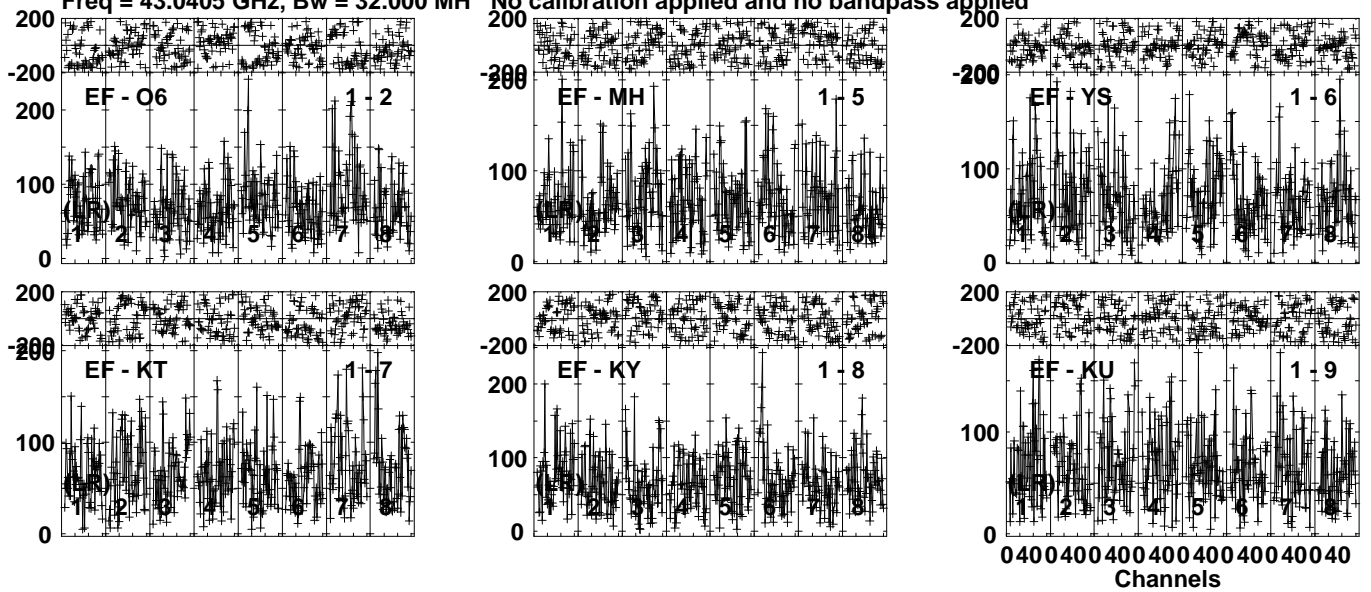 Freq = 43.0405 GHz, Bw = 32.000 MH No calibration applied and no bandpass applied
200
-200
EF - O6 1 - 2
200
100
0
(LR)
1 2 3 4 5 6 7 8
200
-200
200
EF - MH 1 - 5
100
0
(LR)
1 2 3 4 5 6 7 8
200
-200
200
EF - YS 1 - 6
100
0
(LR)
1 2 3 4 5 6 7 8
200
-200
200
EF - KT 1 - 7
100
0
(LR)
1 2 3 4 5 6 7 8
200
-200
EF - KY 1 - 8
200
100
0
(LR)
1 2 3 4 5 6 7 8
200
-200
EF - KU 1 - 9
100
0
(LR)
1 2 3 4 5 6 7 8
0 40 0 40 0 40 0 40 0 40 0 40 0 40 0 40
Channels